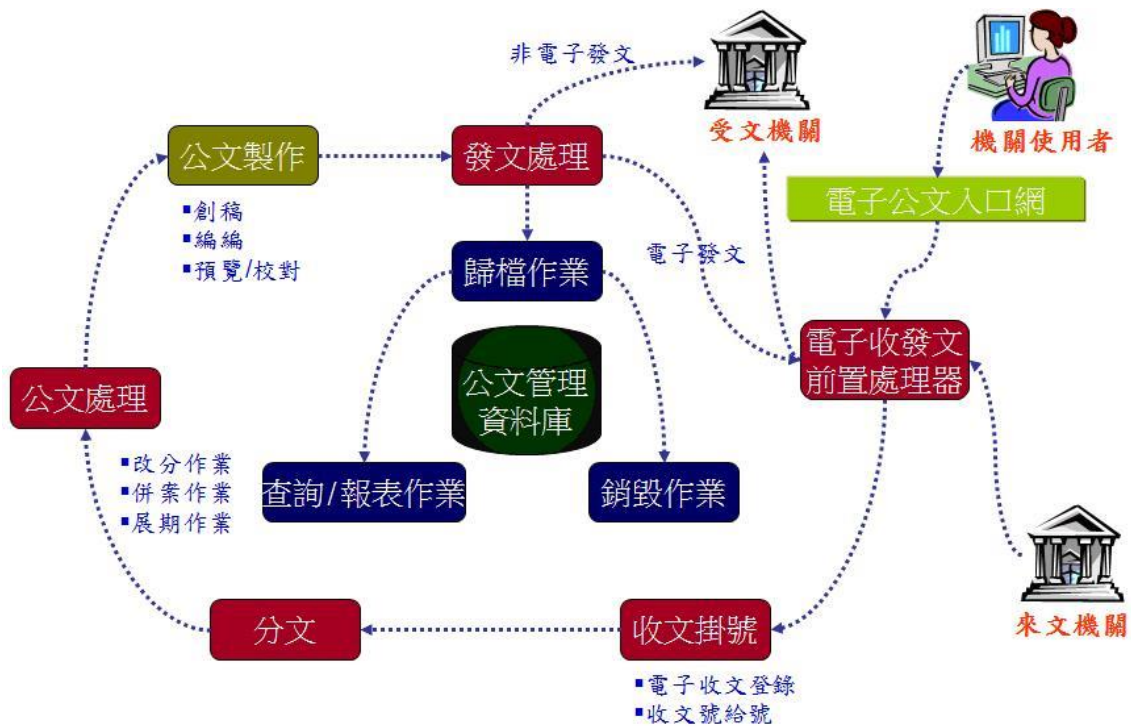 非電子發文
受文機關
機關使用者
公文製作
發文處理
電子公文入口網
▪創稿
▪編編
▪預覽/校對
歸檔作業
電子發文
電子收發文
前置處理器
公文管理
資料庫
公文處理
▪改分作業
▪併案作業
▪展期作業
查詢/報表作業
銷毀作業
來文機關
分文
收文掛號
▪電子收文登錄
▪收文號給號